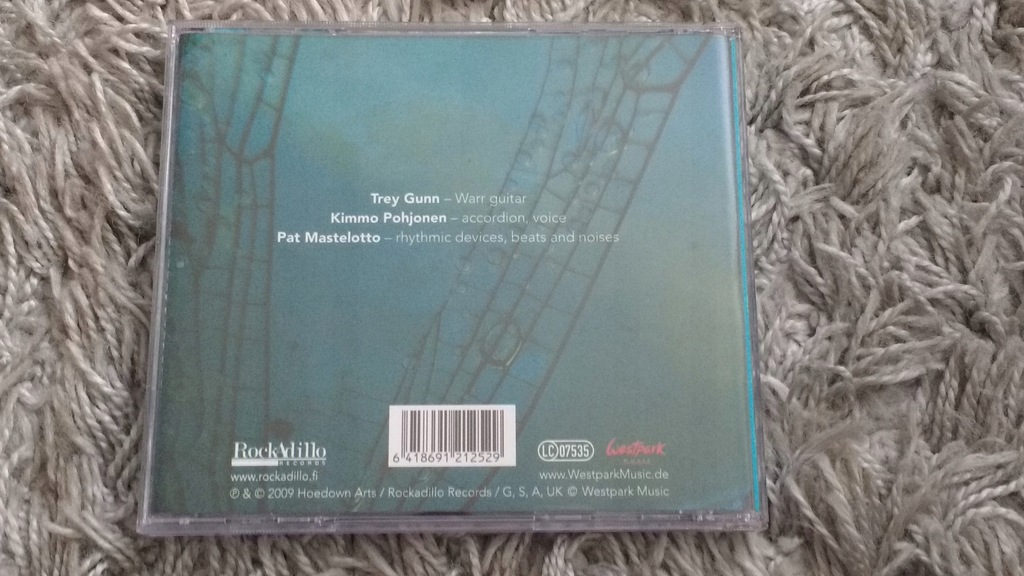 Trey Gunn – Warr guitar
Kimmo Pohjonen – accordion, voice
Pat Mastelotto – rhythmic devices, beats and noises
RockAdillo
RECORDS
www.rockadillo.fi
6 418691 212529
LC 07535
Westpark
www.WestparkMusic.de
℗ & © 2009 Hoedown Arts / Rockadillo Records / G, S, A, UK © Westpark Music